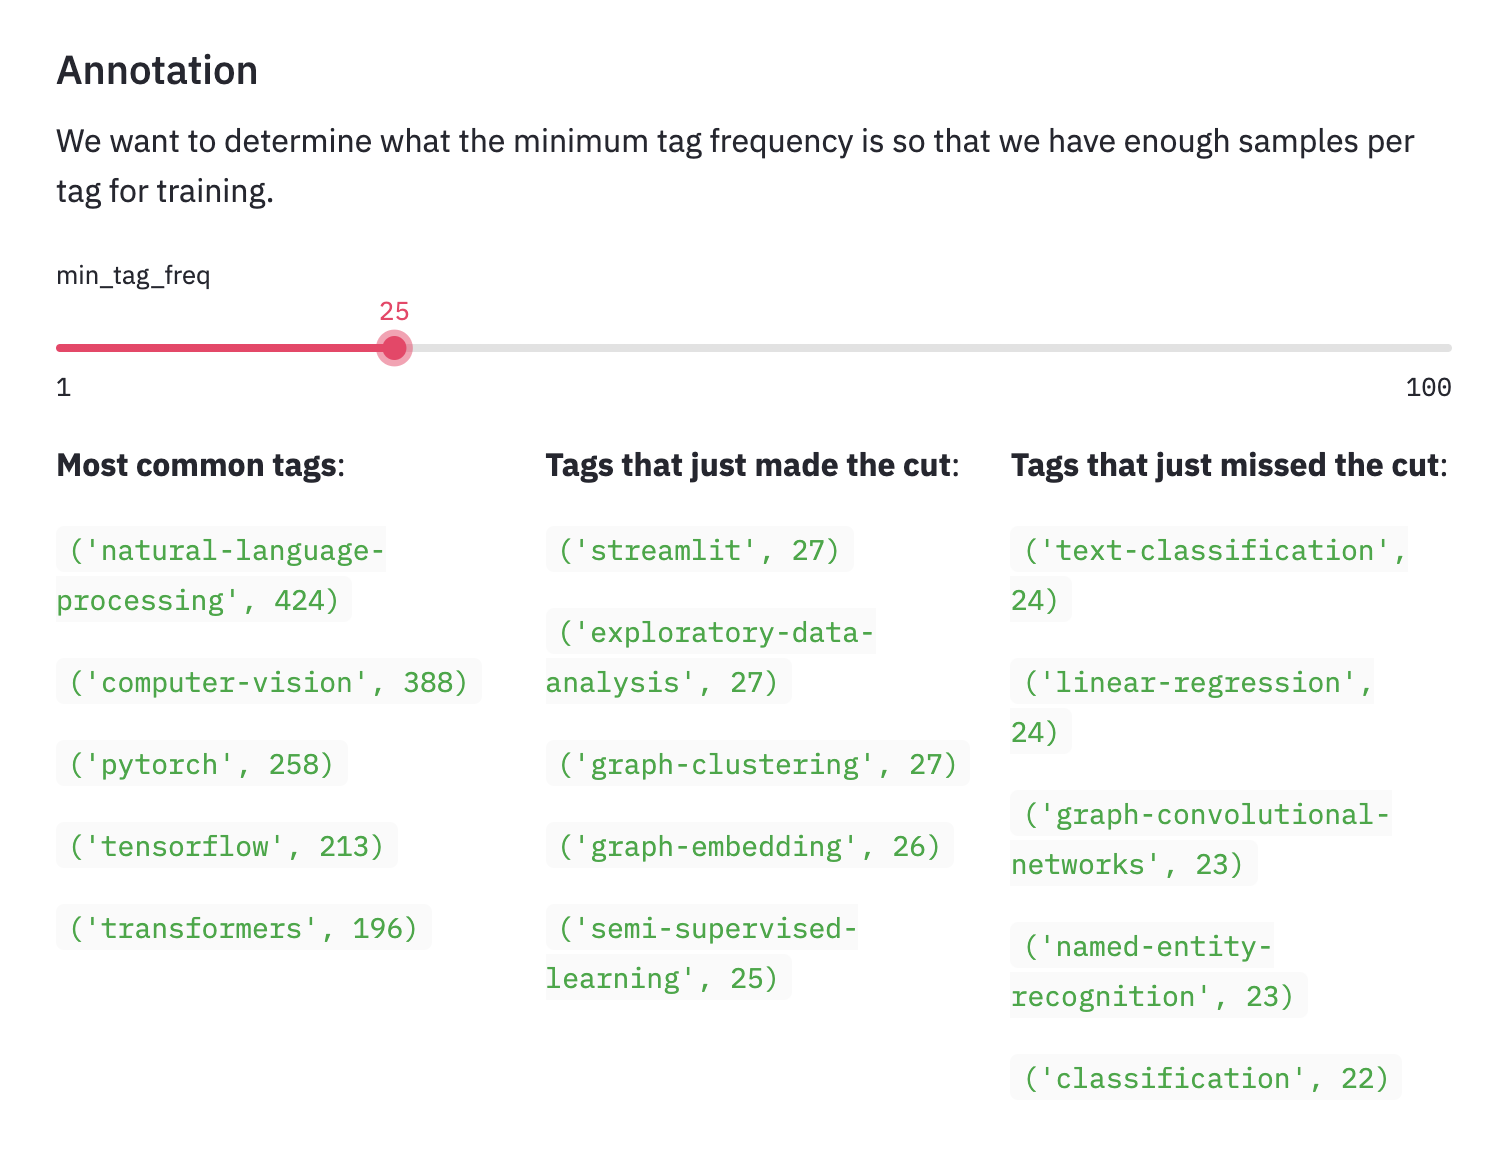 Annotation
We want to determine what the minimum tag frequency is so that we have enough samples per
tag for training.
min_tag_freq
25
1
100
Most common tags:
('natural-language-
processing', 424)
('computer-vision', 388)
('pytorch', 258)
('tensorflow', 213)
('transformers', 196)
Tags that just made the cut:
('streamlit', 27)
('exploratory-data-
analysis', 27)
('graph-clustering', 27)
('graph-embedding', 26)
('semi-supervised-
learning', 25)
Tags that just missed the cut:
('text-classification',
24)
('linear-regression',
24)
('graph-convolutional-
networks', 23)
('named-entity-
recognition', 23)
('classification', 22)